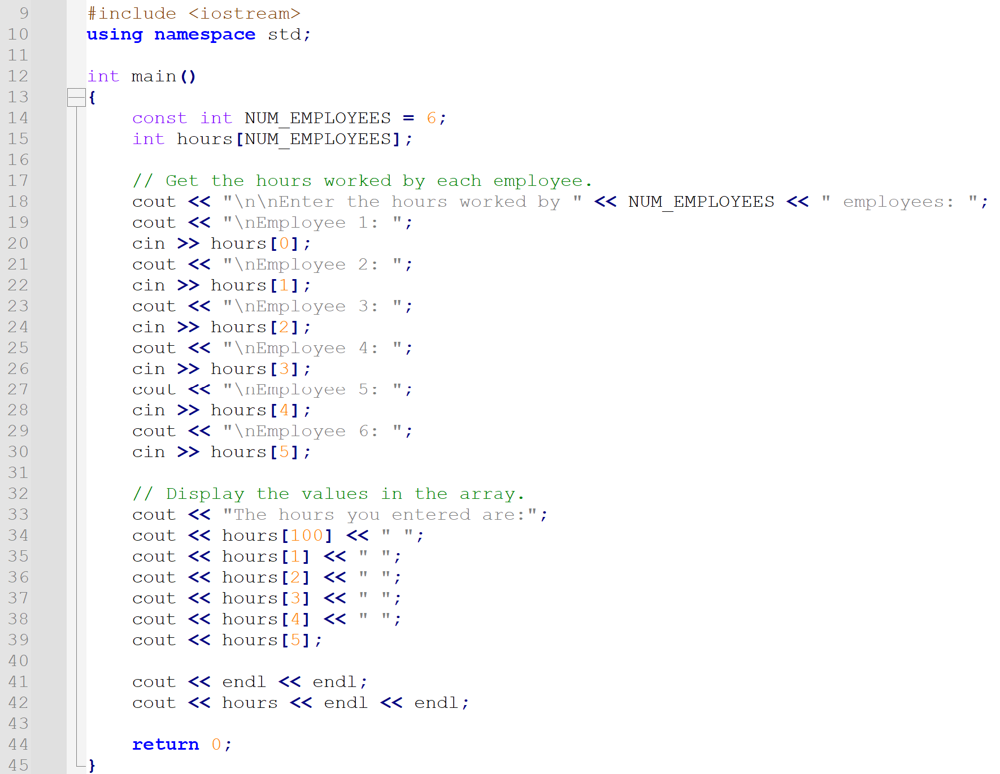 9 #include <iostream>
10 using namespace std;
11
12 int main()
13 {
14 const int NUM_EMPLOYEES = 6;
15 int hours[NUM_EMPLOYEES];
16
17 // Get the hours worked by each employee.
18 cout << "\n\nEnter the hours worked by " << NUM_EMPLOYEES << " employees: ";
19 cout << "\nEmployee 1: ";
20 cin >> hours[0];
21 cout << "\nEmployee 2: ";
22 cin >> hours[1];
23 cout << "\nEmployee 3: ";
24 cin >> hours[2];
25 cout << "\nEmployee 4: ";
26 cin >> hours[3];
27 cout << "\nEmployee 5: ";
28 cin >> hours[4];
29 cout << "\nEmployee 6: ";
30 cin >> hours[5];
31
32 // Display the values in the array.
33 cout << "The hours you entered are:";
34 cout << hours[100] << " ";
35 cout << hours[1] << " ";
36 cout << hours[2] << " ";
37 cout << hours[3] << " ";
38 cout << hours[4] << " ";
39 cout << hours[5];
40
41 cout << endl << endl;
42 cout << hours << endl << endl;
43
44 return 0;
45 }